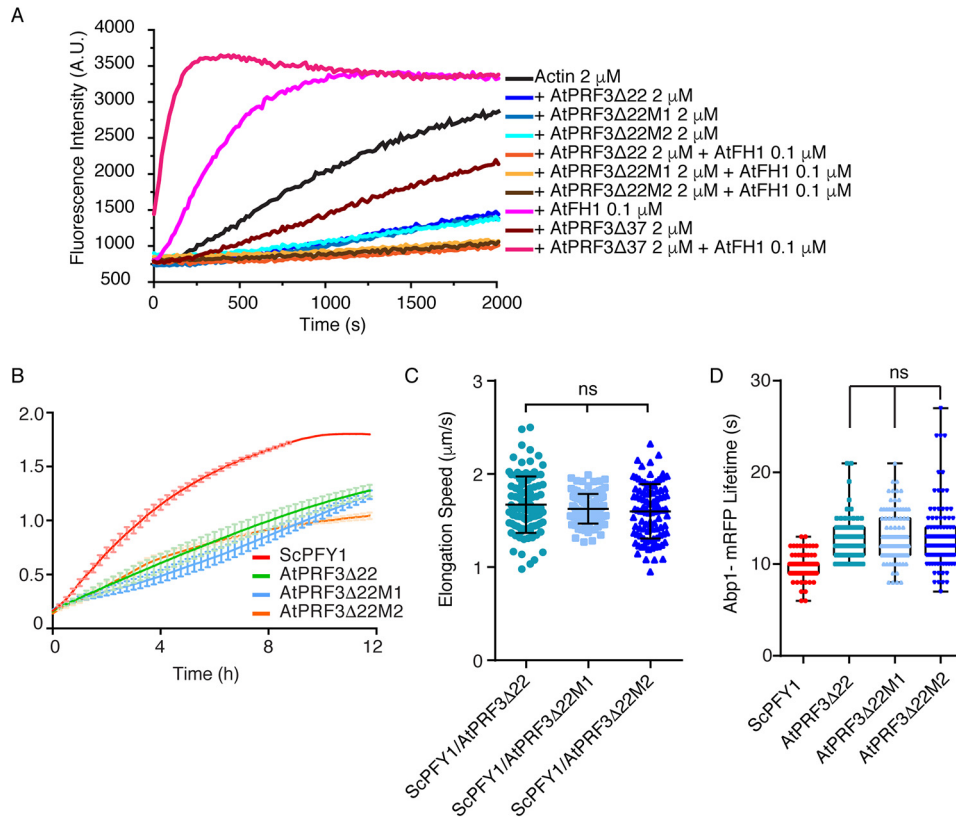 A
Fluorescence Intensity (A.U.)
4000
3500
3000
2500
2000
1500
1000
500
0
500
1000
1500
2000
Time (s)
Actin 2 μM
+ AtPRF3Δ22 2 μM
+ AtPRF3Δ22M1 2 μM
+ AtPRF3Δ22M2 2 μM
+ AtPRF3Δ22 2 μM + AtFH1 0.1 μM
+ AtPRF3Δ22M1 2 μM + AtFH1 0.1 μM
+ AtPRF3Δ22M2 2 μM + AtFH1 0.1 μM
+ AtFH1 0.1 μM
+ AtPRF3Δ37 2 μM
+ AtPRF3Δ37 2 μM + AtFH1 0.1 μM
B
2.0
1.5
1.0
0.5
0
0
4
8
12
Time (h)
ScPFY1
AtPRF3Δ22
AtPRF3Δ22M1
AtPRF3Δ22M2
C
Elongation Speed (μm/s)
3
2
1
0
ns
ScPFY1/AtPRF3Δ22
ScPFY1/AtPRF3Δ22M1
ScPFY1/AtPRF3Δ22M2
D
Abp1- mRFP Lifetime (s)
30
20
10
0
ns
ScPFY1
AtPRF3Δ22
AtPRF3Δ22M1
AtPRF3Δ22M2